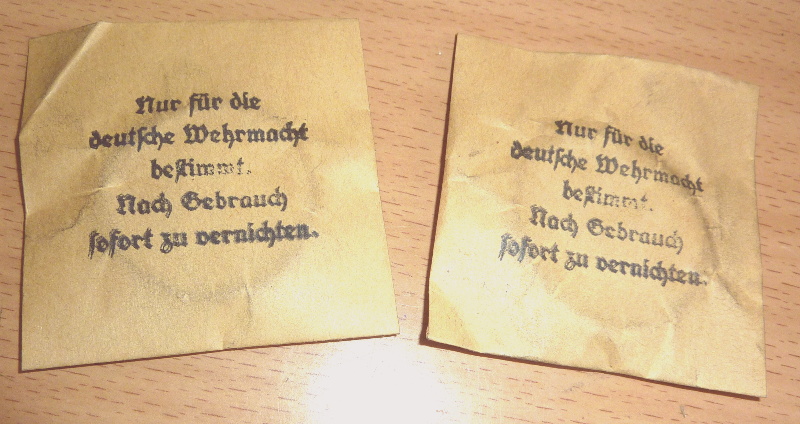 Nur für die
deutsche Wehrmacht
bestimmt.
Nach Gebrauch
sofort zu vernichten.
Nur für die
deutsche Wehrmacht
bestimmt.
Nach Gebrauch
sofort zu vernichten.